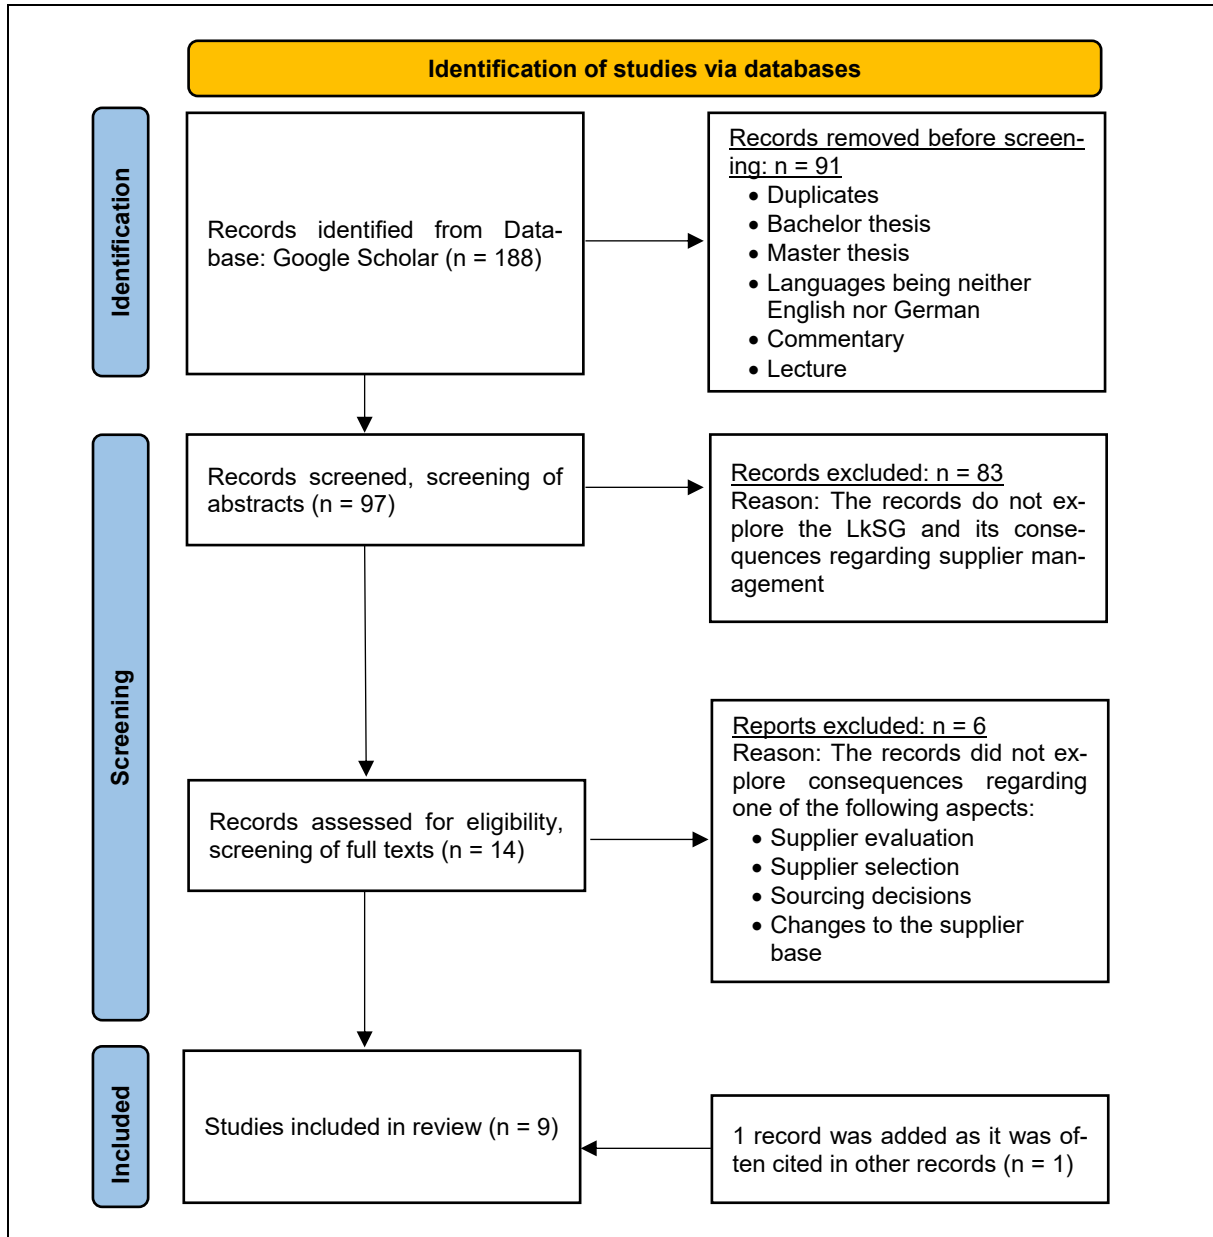 Identification of studies via databases
Identification
Records identified from Data-
base: Google Scholar (n = 188)
Records removed before screen-
ing: n = 91
• Duplicates
• Bachelor thesis
• Master thesis
• Languages being neither
English nor German
• Commentary
• Lecture
Screening
Records screened, screening of
abstracts (n = 97)
Records excluded: n = 83
Reason: The records do not ex-
plore the LkSG and its conse-
quences regarding supplier man-
agement
Records assessed for eligibility,
screening of full texts (n = 14)
Reports excluded: n = 6
Reason: The records did not ex-
plore consequences regarding
one of the following aspects:
• Supplier evaluation
• Supplier selection
• Sourcing decisions
• Changes to the supplier
base
Included
Studies included in review (n = 9)
1 record was added as it was of-
ten cited in other records (n = 1)